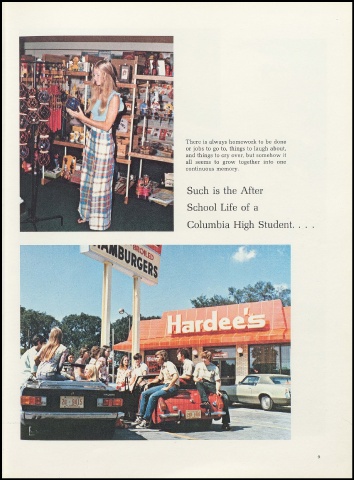 There is always homework to be done
or jobs to go to, things to laugh about,
and things to cry over, but somehow it
all seems to grow together into one
continuous memory.
Such is the After
School Life of a
Columbia High Student. . . .
BROILED
HAMBURGERS
Hardee's